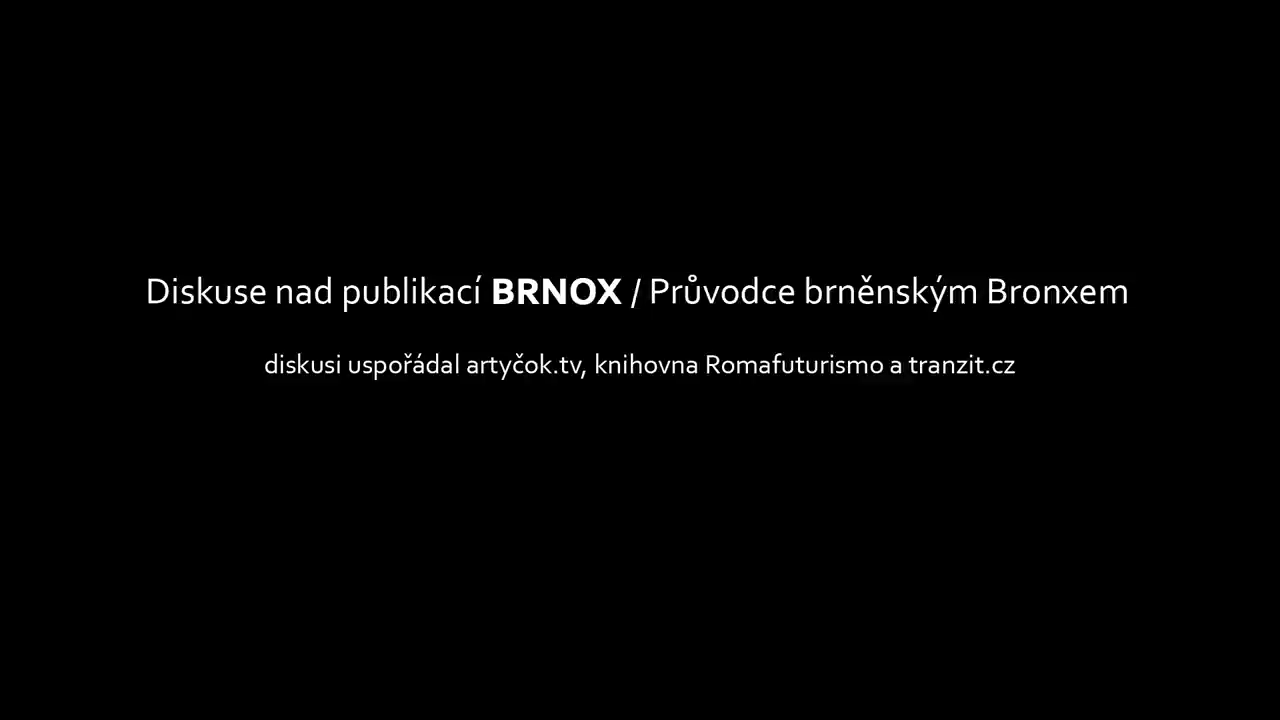 Diskuse nad publikací BRNOX / Průvodce brněnským Bronxem
diskusi uspořádal artyčok.tv, knihovna Romafuturismo a tranzit.cz